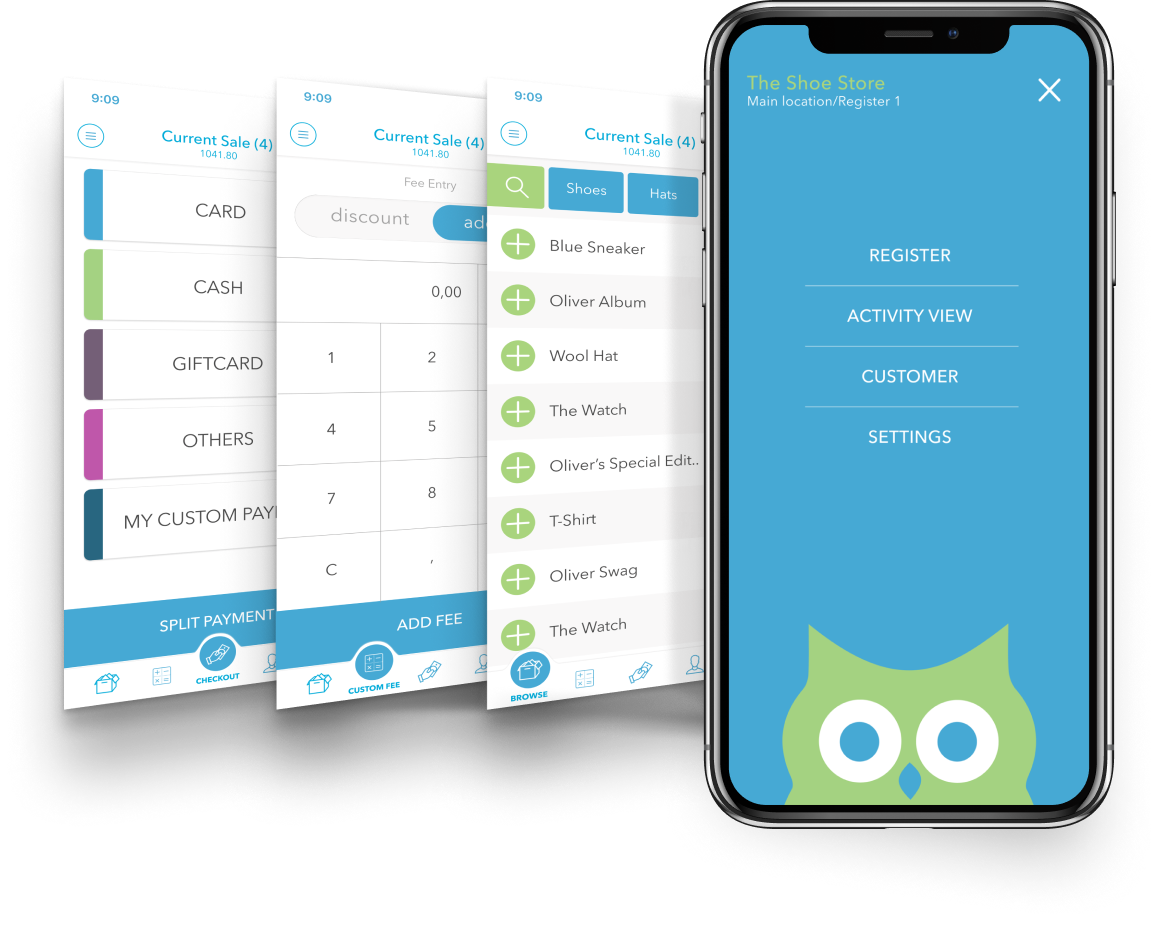 9:09
Current Sale (4)
1041.80
CARD
CASH
GIFTCARD
OTHERS
MY CUSTOM PAY
SPLIT PAYMENT
CHECKOUT
9:09
Current Sale (4)
1041.80
Fee Entry
discount
0,00
1 2
4 5
7 8
C ,
ADD FEE
CUSTOM FEE
9:09
Current Sale (4)
1041.80
Shoes Hats
Blue Sneaker
Oliver Album
Wool Hat
The Watch
Oliver’s Special Edit..
T-Shirt
Oliver Swag
The Watch
BROWSE
The Shoe Store
Main location/Register 1
REGISTER
ACTIVITY VIEW
CUSTOMER
SETTINGS